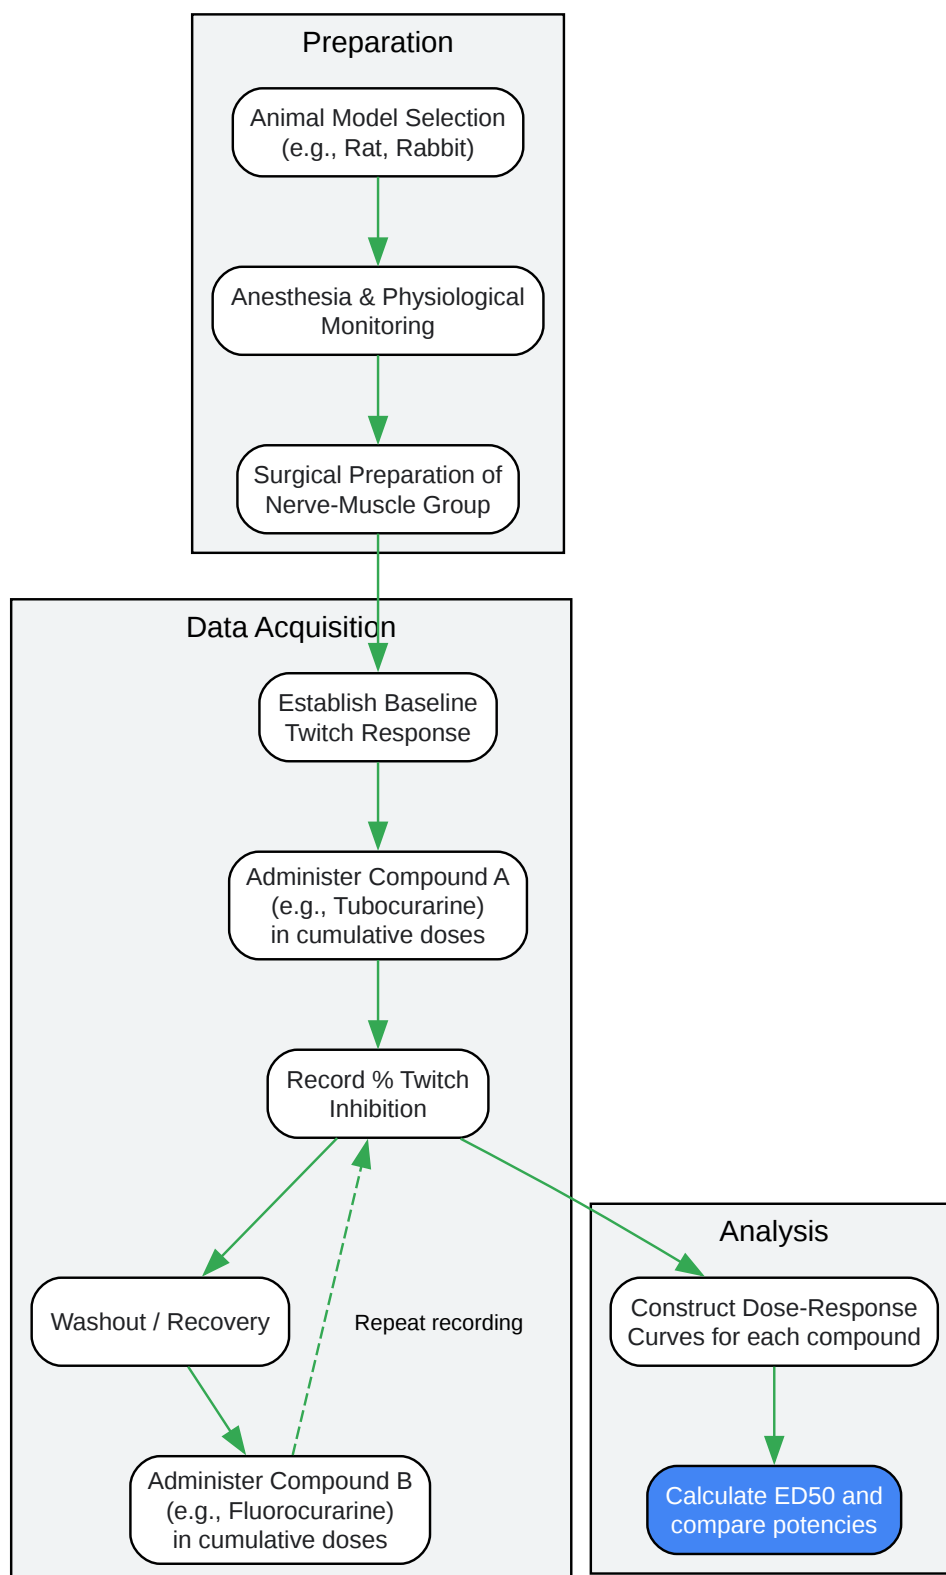 Preparation
Animal Model Selection
(e.g., Rat, Rabbit)
Anesthesia & Physiological
Monitoring
Surgical Preparation of
Nerve-Muscle Group
Data Acquisition
Establish Baseline
Twitch Response
Administer Compound A
(e.g., Tubocurarine)
in cumulative doses
Record % Twitch
Inhibition
Washout / Recovery
Repeat recording
Administer Compound B
(e.g., Fluorocurarine)
in cumulative doses
Analysis
Construct Dose-Response
Curves for each compound
Calculate ED50 and
compare potencies